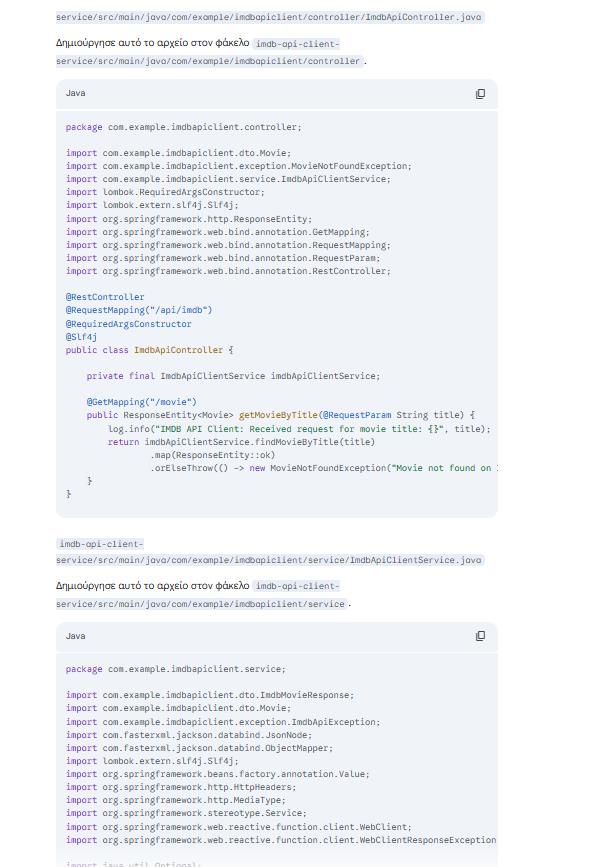 service/src/main/java/com/example/imdbapiclient/controller/ImdbApiController.java
Δημιούργησε αυτό το αρχείο στον φάκελο imdb-api-client-
service/src/main/java/com/example/imdbapiclient/controller .
Java
package com.example.imdbapiclient.controller;
import com.example.imdbapiclient.dto.Movie;
import com.example.imdbapiclient.exception.MovieNotFoundException;
import com.example.imdbapiclient.service.ImdbApiClientService;
import lombok.RequiredArgsConstructor;
import lombok.extern.slf4j.Slf4j;
import org.springframework.http.ResponseEntity;
import org.springframework.web.bind.annotation.GetMapping;
import org.springframework.web.bind.annotation.RequestMapping;
import org.springframework.web.bind.annotation.RequestParam;
import org.springframework.web.bind.annotation.RestController;
@RestController
@RequestMapping("/api/imdb")
@RequiredArgsConstructor
@Slf4j
public class ImdbApiController {
private final ImdbApiClientService imdbApiClientService;
@GetMapping("/movie")
public ResponseEntity<Movie> getMovieByTitle(@RequestParam String title) {
log.info("IMDB API Client: Received request for movie title: {}", title);
return imdbApiClientService.findMovieByTitle(title)
.map(ResponseEntity::ok)
.orElseThrow(() -> new MovieNotFoundException("Movie not found on
}
}
imdb-api-client-
service/src/main/java/com/example/imdbapiclient/service/ImdbApiClientService.java
Δημιούργησε αυτό το αρχείο στον φάκελο imdb-api-client-
service/src/main/java/com/example/imdbapiclient/service .
Java
package com.example.imdbapiclient.service;
import com.example.imdbapiclient.dto.ImdbMovieResponse;
import com.example.imdbapiclient.dto.Movie;
import com.example.imdbapiclient.exception.ImdbApiException;
import com.fasterxml.jackson.databind.JsonNode;
import com.fasterxml.jackson.databind.ObjectMapper;
import lombok.extern.slf4j.Slf4j;
import org.springframework.beans.factory.annotation.Value;
import org.springframework.http.HttpHeaders;
import org.springframework.http.MediaType;
import org.springframework.stereotype.Service;
import org.springframework.web.reactive.function.client.WebClient;
import org.springframework.web.reactive.function.client.WebClientResponseException
import java.util.Optional;